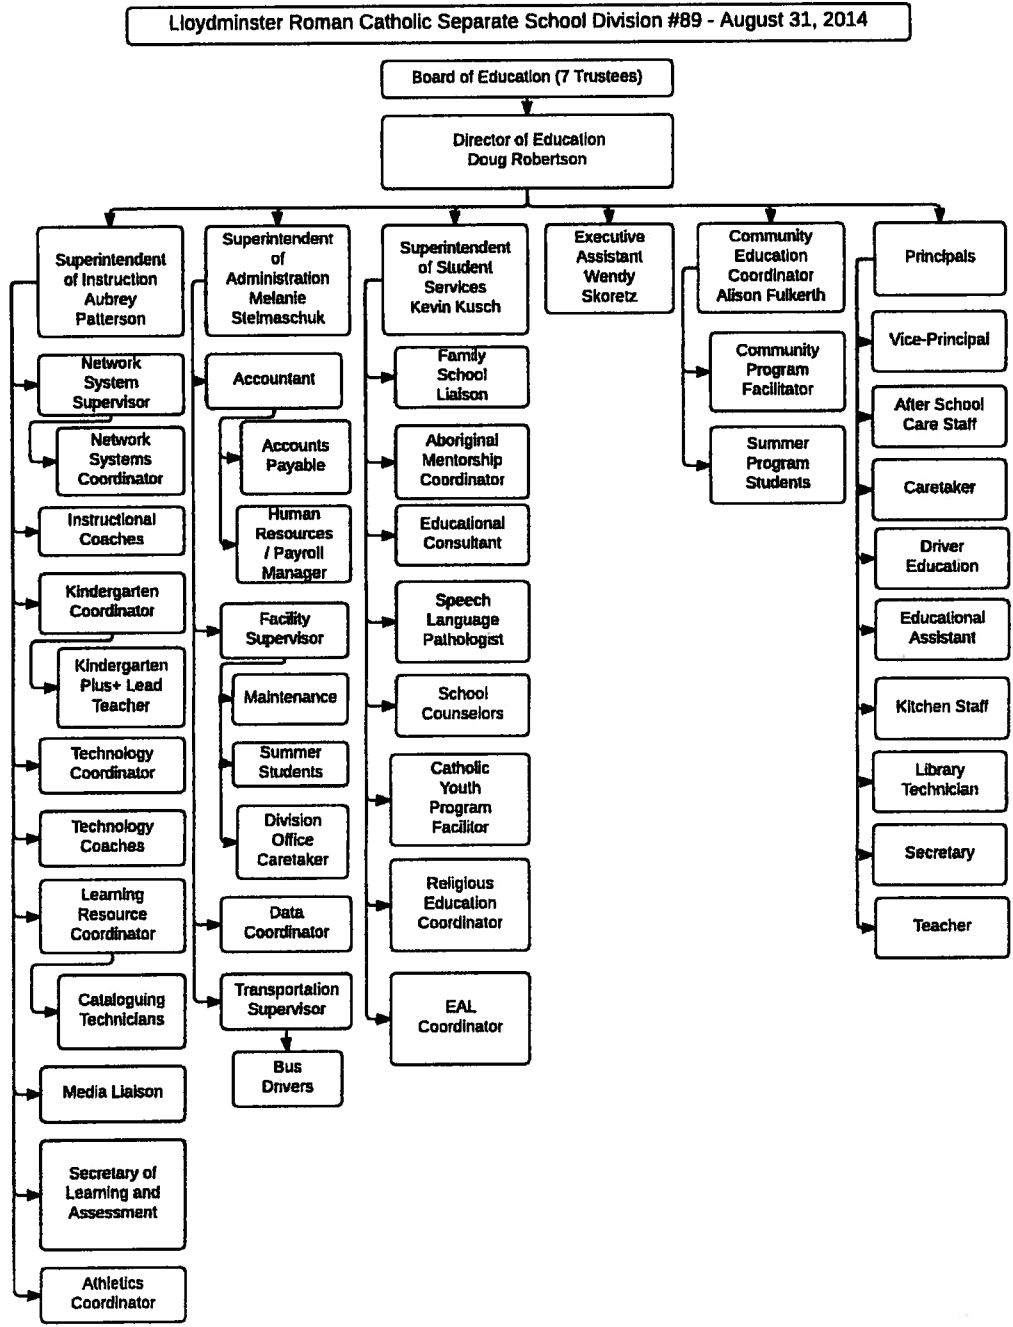 Lloydminster Roman Catholic Separate School Division #89 - August 31, 2014
Board of Education (7 Trustees)
Director of Education
Doug Robertson
Superintendent
of Instruction
Aubrey
Patterson
Network
System
Supervisor
Network
Systems
Coordinator
Instructional
Coaches
Kindergarten
Coordinator
Kindergarten
Plus+ Lead
Teacher
Technology
Coordinator
Technology
Coaches
Learning
Resource
Coordinator
Cataloguing
Technicians
Media Liaison
Secretary of
Learning and
Assessment
Athletics
Coordinator
Superintendent
of
Administration
Melanie
Stelmaschuk
Accountant
Accounts
Payable
Human
Resources
/ Payroll
Manager
Facility
Supervisor
Maintenance
Summer
Students
Division
Office
Caretaker
Data
Coordinator
Transportation
Supervisor
Bus
Drivers
Superintendent
of Student
Services
Kevin Kusch
Family
School
Liaison
Aboriginal
Mentorship
Coordinator
Educational
Consultant
Speech
Language
Pathologist
School
Counselors
Catholic
Youth
Program
Facilitor
Religious
Education
Coordinator
EAL
Coordinator
Executive
Assistant
Wendy
Skoretz
Community
Education
Coordinator
Alison Fulkerth
Community
Program
Facilitator
Summer
Program
Students
Principals
Vice-Principal
After School
Care Staff
Caretaker
Driver
Education
Educational
Assistant
Kitchen Staff
Library
Technician
Secretary
Teacher